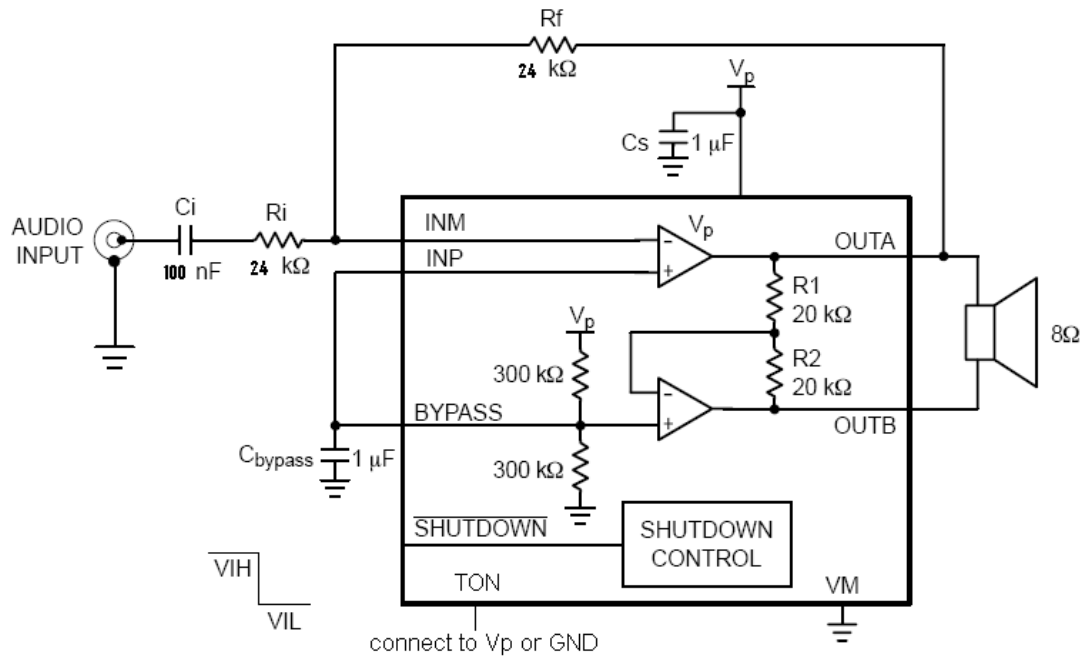 Rf
24 kΩ
Vp
Cs
1 µF
AUDIO
INPUT
Ci
100 nF
Ri
24 kΩ
INM
INP
Vp
-
+
OUTA
R1
20 kΩ
R2
20 kΩ
8Ω
Vp
300 kΩ
BYPASS
-
+
OUTB
Cbypass
1 µF
300 kΩ
SHUTDOWN
SHUTDOWN
CONTROL
VIH
VIL
TON
VM
connect to Vp or GND